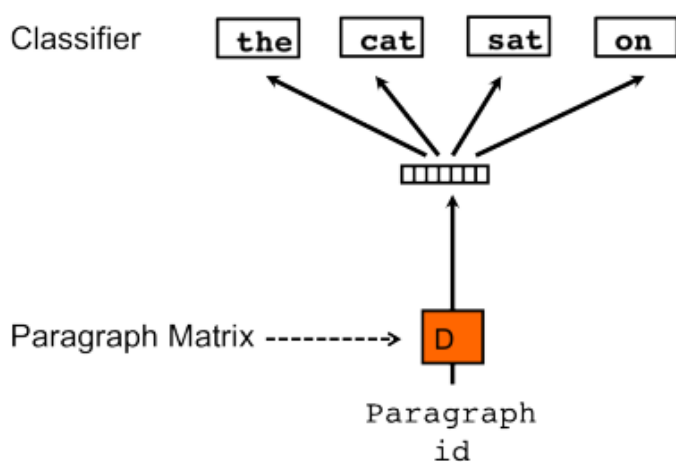 Classifier the cat sat on
Paragraph Matrix D
Paragraph
id